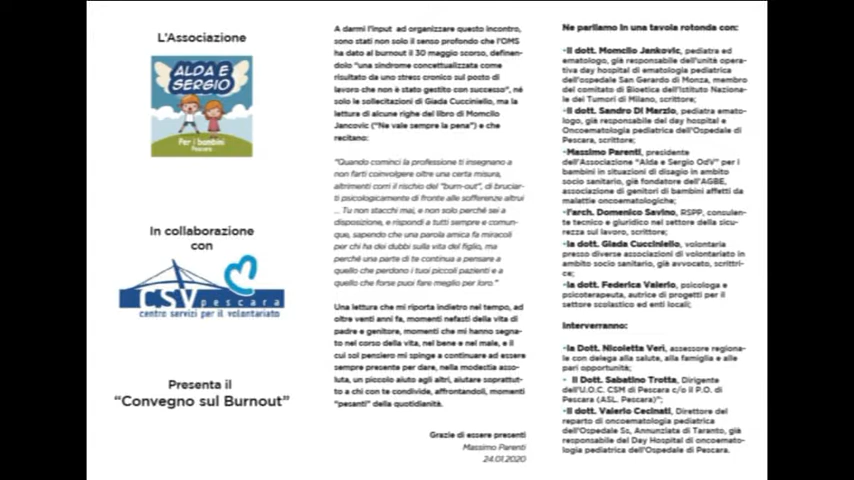 L'Associazione
ALDA E
SERGIO
Per i bambini
Pescara
In collaborazione
con
CSV pescara
centro servizi per il volontariato
Presenta il
“Convegno sul Burnout”
A darmi l'input ad organizzare questo incontro,
sono stati non solo il senso profondo che l'OMS
ha dato al burnout il 30 maggio scorso, definen-
dolo “una sindrome concettualizzata come
risultato da uno stress cronico sul posto di
lavoro che non è stato gestito con successo”, né
solo le sollecitazioni di Giada Cucciniello, ma la
lettura di alcune righe del libro di Momcilo
Jancovic (“Ne vale sempre la pena”) e che
recitano:
“Quando cominci la professione ti insegnano a
non farti coinvolgere oltre una certa misura,
altrimenti corri il rischio del “burn-out”, di bruciar-
ti psicologicamente di fronte alle sofferenze altrui
... Tu non stacchi mai, e non solo perché sei a
disposizione, e rispondi a tutti sempre e comun-
que, sapendo che una parola amica fa miracoli
per chi ha dei dubbi sulla vita del figlio, ma
perché una parte di te continua a pensare a
quello che perdono i tuoi piccoli pazienti e a
quello che forse puoi fare meglio per loro.”
Una lettura che mi riporta indietro nel tempo, ad
oltre venti anni fa, momenti nefasti della vita di
padre e genitore, momenti che mi hanno segna-
to nel corso della vita, nel bene e nel male, e il
cui sol pensiero mi spinge a continuare ad essere
sempre presente per dare, nella modestia asso-
luta, un piccolo aiuto agli altri, aiutare soprattut-
to a chi con te condivide, affrontandoli, momenti
“pesanti” della quotidianità.
Grazie di essere presenti
Massimo Parenti
24.01.2020
Ne parliamo in una tavola rotonda con:
•Il dott. Momcilo Jankovic, pediatra ed
ematologo, già responsabile dell'unità opera-
tiva day hospital di ematologia pediatrica
dell'ospedale San Gerardo di Monza, membro
del comitato di Bioetica dell'Istituto Naziona-
le dei Tumori di Milano, scrittore;
•Il dott. Sandro Di Marzio, pediatra emato-
logo, già responsabile del day hospital e
Oncoematologia pediatrica dell'Ospedale di
Pescara, scrittore;
•Massimo Parenti, presidente
dell'Associazione “Alda e Sergio OdV” per i
bambini in situazioni di disagio in ambito
socio sanitario, già fondatore dell'AGBE,
associazione di genitori di bambini affetti da
malattie oncoematologiche;
•l'arch. Domenico Savino, RSPP, consulen-
te tecnico e giuridico nel settore della sicu-
rezza sul lavoro, scrittore;
•la dott. Giada Cucciniello, volontaria
presso diverse associazioni di volontariato in
ambito socio sanitario, già avvocato, scrittri-
ce;
•la dott. Federica Valerio, psicologa e
psicoterapeuta, autrice di progetti per il
settore scolastico ed enti locali;
Interverranno:
•la Dott. Nicoletta Verì, assessore regiona-
le con delega alla salute, alla famiglia e alle
pari opportunità;
• Il Dott. Sabatino Trotta, Dirigente
dell'U.O.C. CSM di Pescara c/o il P.O. di
Pescara (ASL. Pescara)”;
•Il dott. Valerio Cecinati, Direttore del
reparto di oncoematologia pediatrica
dell'Ospedale Ss, Annunziata di Taranto, già
responsabile del Day Hospital di oncoemato-
logia pediatrica dell'Ospedale di Pescara.